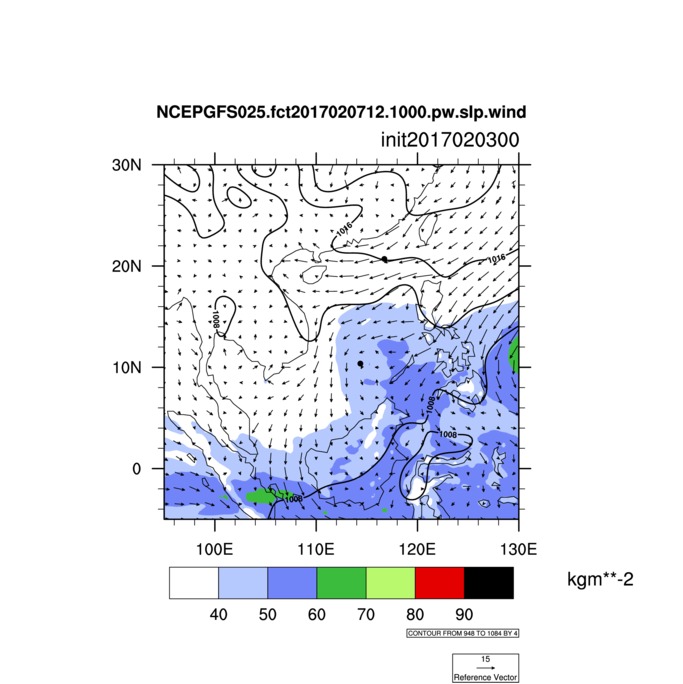 NCEPGFS025.fct2017020712.1000.pw.slp.wind
init2017020300
30N
1016
20N
1016
1008
10N
1008
1008
0
1008
100E 110E 120E 130E
kgm**-2
40 50 60 70 80 90
CONTOUR FROM 948 TO 1084 BY 4
15
Reference Vector